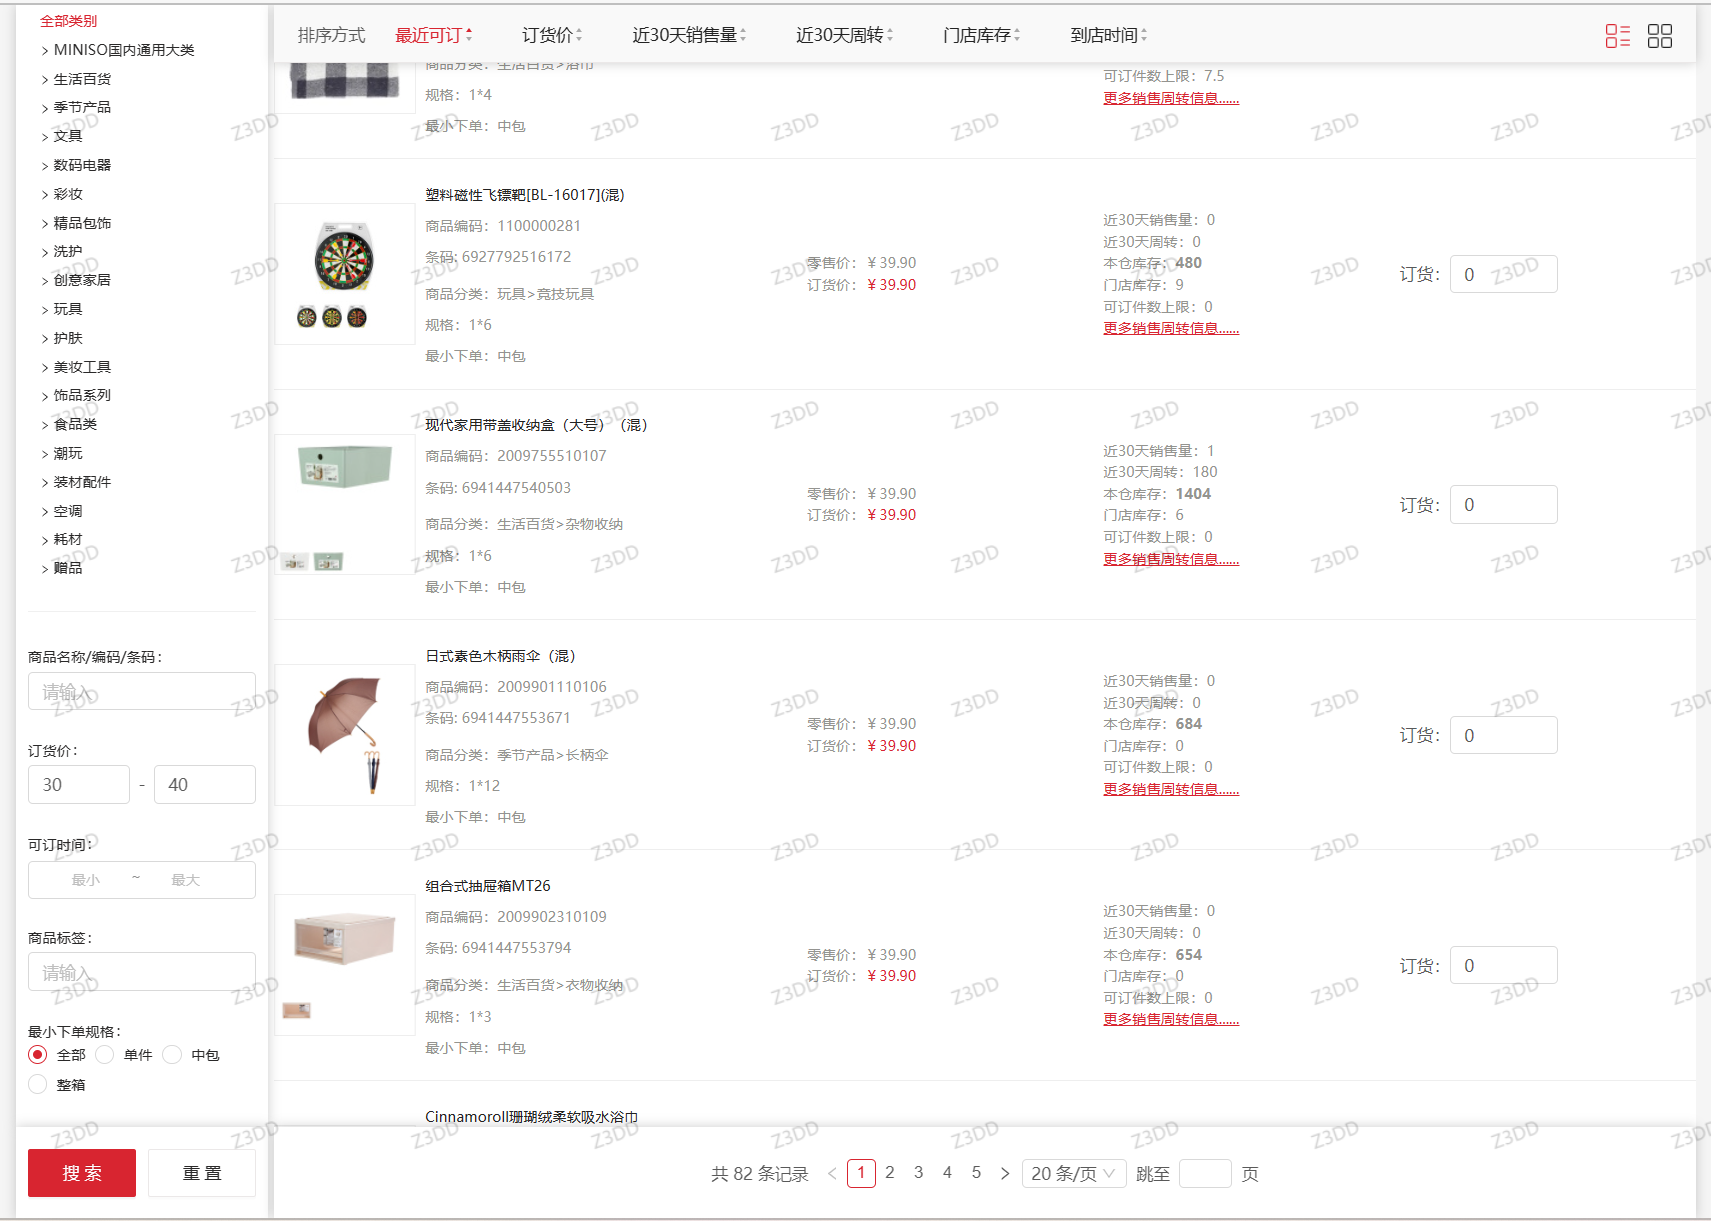 全部类别
> MINISO国内通用大类
> 生活百货
> 季节产品
> 文具
> 数码电器
> 彩妆
> 精品包饰
> 洗护
> 创意家居
> 玩具
> 护肤
> 美妆工具
> 饰品系列
> 食品类
> 潮玩
> 装材配件
> 空调
> 耗材
> 赠品
商品名称/编码/条码：
请输入
订货价：
30 - 40
可订时间：
最小 ~ 最大
商品标签：
请输入
最小下单规格：
全部 单件 中包
整箱
搜 索 重 置
排序方式 最近可订 订货价 近30天销售量 近30天周转 门店库存 到店时间
商品分类：生活百货>浴巾
规格：1*4
最小下单：中包
可订件数上限：7.5
更多销售周转信息......
塑料磁性飞镖靶[BL-16017](混)
商品编码：1100000281
条码: 6927792516172
商品分类：玩具>竞技玩具
规格：1*6
最小下单：中包
零售价：￥39.90
订货价：￥39.90
近30天销售量：0
近30天周转：0
本仓库存：480
门店库存：9
可订件数上限：0
更多销售周转信息......
订货：0
现代家用带盖收纳盒（大号）（混）
商品编码：2009755510107
条码: 6941447540503
商品分类：生活百货>杂物收纳
规格：1*6
最小下单：中包
零售价：￥39.90
订货价：￥39.90
近30天销售量：1
近30天周转：180
本仓库存：1404
门店库存：6
可订件数上限：0
更多销售周转信息......
订货：0
日式素色木柄雨伞（混）
商品编码：2009901110106
条码: 6941447553671
商品分类：季节产品>长柄伞
规格：1*12
最小下单：中包
零售价：￥39.90
订货价：￥39.90
近30天销售量：0
近30天周转：0
本仓库存：684
门店库存：0
可订件数上限：0
更多销售周转信息......
订货：0
组合式抽屉箱MT26
商品编码：2009902310109
条码: 6941447553794
商品分类：生活百货>衣物收纳
规格：1*3
最小下单：中包
零售价：￥39.90
订货价：￥39.90
近30天销售量：0
近30天周转：0
本仓库存：654
门店库存：0
可订件数上限：0
更多销售周转信息......
订货：0
Cinnamoroll珊瑚绒柔软吸水浴巾
共 82 条记录 < 1 2 3 4 5 > 20 条/页 跳至 页
Z3DD